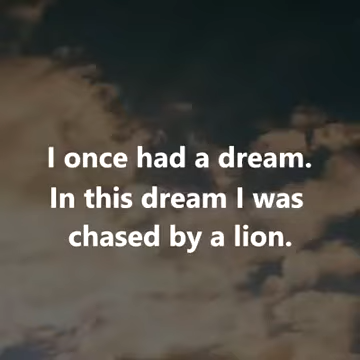 I once had a dream.
In this dream I was
chased by a lion.